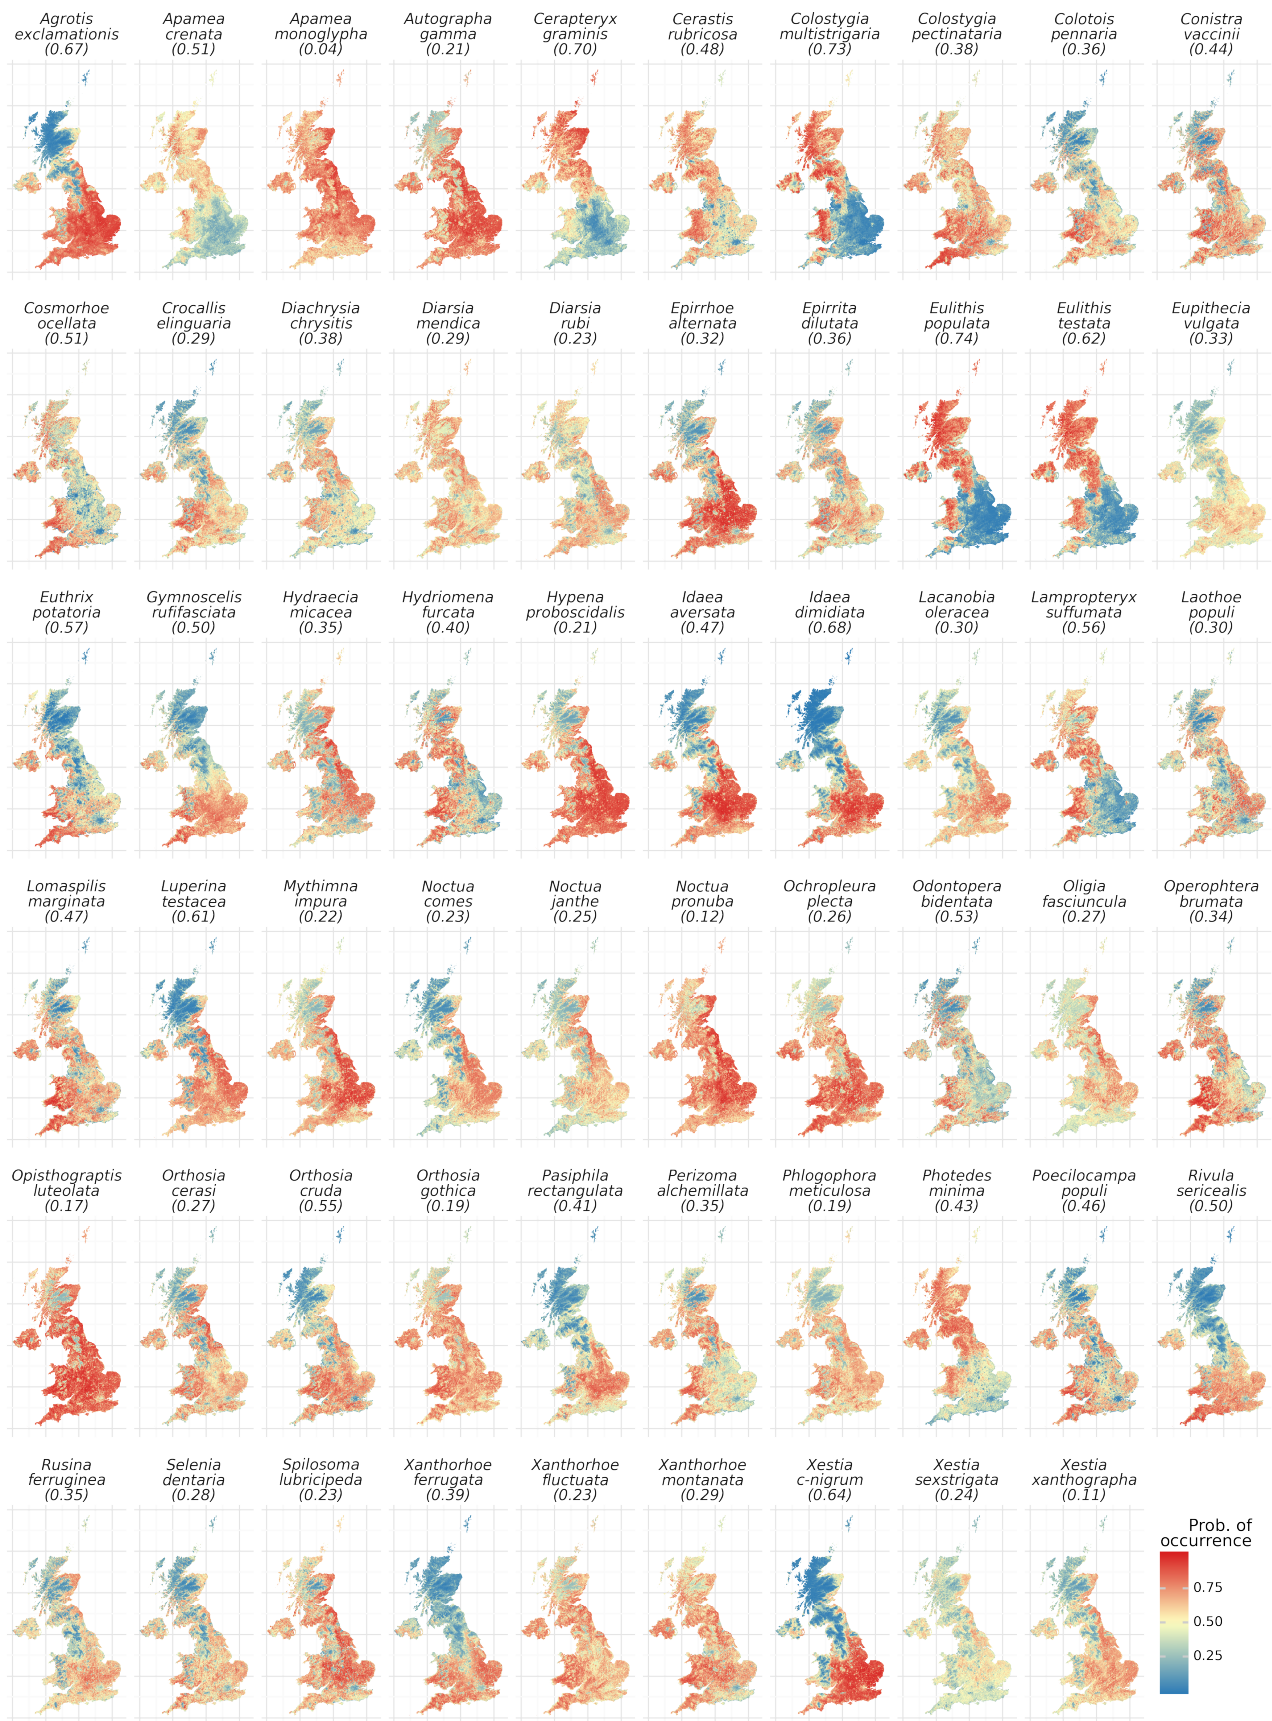 Agrotis
exclamationis
(0.67)
Apamea
crenata
(0.51)
Apamea
monoglypha
(0.04)
Autographa
gamma
(0.21)
Cerapteryx
graminis
(0.70)
Cerastis
rubricosa
(0.48)
Colostygia
multistrigaria
(0.73)
Colostygia
pectinataria
(0.38)
Colotois
pennaria
(0.36)
Conistra
vaccinii
(0.44)
Cosmorhoe
ocellata
(0.51)
Crocallis
elinguaria
(0.29)
Diachrysia
chrysitis
(0.38)
Diarsia
mendica
(0.29)
Diarsia
rubi
(0.23)
Epirrhoe
alternata
(0.32)
Epirrita
dilutata
(0.36)
Eulithis
populata
(0.74)
Eulithis
testata
(0.62)
Eupithecia
vulgata
(0.33)
Euthrix
potatoria
(0.57)
Gymnoscelis
rufifasciata
(0.50)
Hydraecia
micacea
(0.35)
Hydriomena
furcata
(0.40)
Hypena
proboscidalis
(0.21)
Idaea
aversata
(0.47)
Idaea
dimidiata
(0.68)
Lacanobia
oleracea
(0.30)
Lampropteryx
suffumata
(0.56)
Laothoe
populi
(0.30)
Lomaspilis
marginata
(0.47)
Luperina
testacea
(0.61)
Mythimna
impura
(0.22)
Noctua
comes
(0.23)
Noctua
janthe
(0.25)
Noctua
pronuba
(0.12)
Ochropleura
plecta
(0.26)
Odontopera
bidentata
(0.53)
Oligia
fasciuncula
(0.27)
Operophtera
brumata
(0.34)
Opisthograptis
luteolata
(0.17)
Orthosia
cerasi
(0.27)
Orthosia
cruda
(0.55)
Orthosia
gothica
(0.19)
Pasiphila
rectangulata
(0.41)
Perizoma
alchemillata
(0.35)
Phlogophora
meticulosa
(0.19)
Photedes
minima
(0.43)
Poecilocampa
populi
(0.46)
Rivula
sericealis
(0.50)
Rusina
ferruginea
(0.35)
Selenia
dentaria
(0.28)
Spilosoma
lubricipeda
(0.23)
Xanthorhoe
ferrugata
(0.39)
Xanthorhoe
fluctuata
(0.23)
Xanthorhoe
montanata
(0.29)
Xestia
c-nigrum
(0.64)
Xestia
sexstrigata
(0.24)
Xestia
xanthographa
(0.11)
Prob. of
occurrence
0.75
0.50
0.25